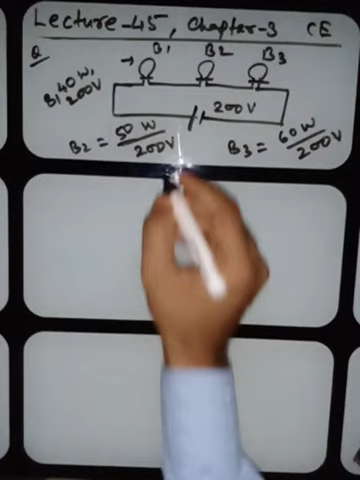 Lecture-45, Chapter-3 CE
Q
B1 B2 B3
B1 40 W, 200V
200V
B2 = 50 W / 200V
B3 = 60 W / 200V